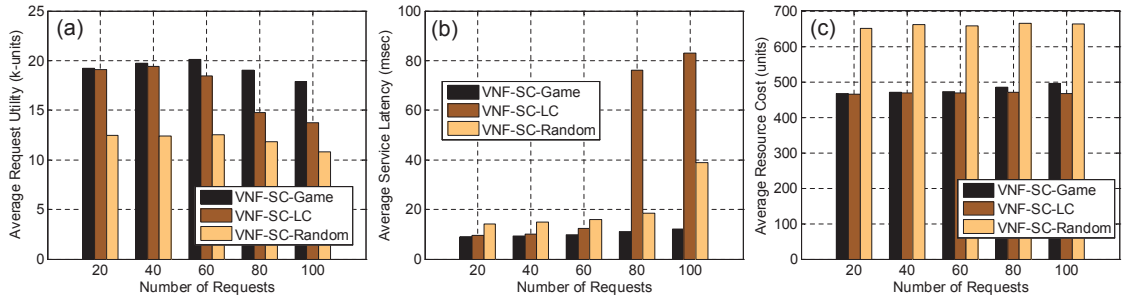 (a)
Average Request Utility (k-units)
25
20
15
10
5
0
VNF-SC-Game
VNF-SC-LC
VNF-SC-Random
20 40 60 80 100
Number of Requests
(b)
Average Service Latency (msec)
100
80
60
40
20
0
VNF-SC-Game
VNF-SC-LC
VNF-SC-Random
20 40 60 80 100
Number of Requests
(c)
Average Resource Cost (units)
700
600
500
400
300
200
100
0
VNF-SC-Game
VNF-SC-LC
VNF-SC-Random
20 40 60 80 100
Number of Requests